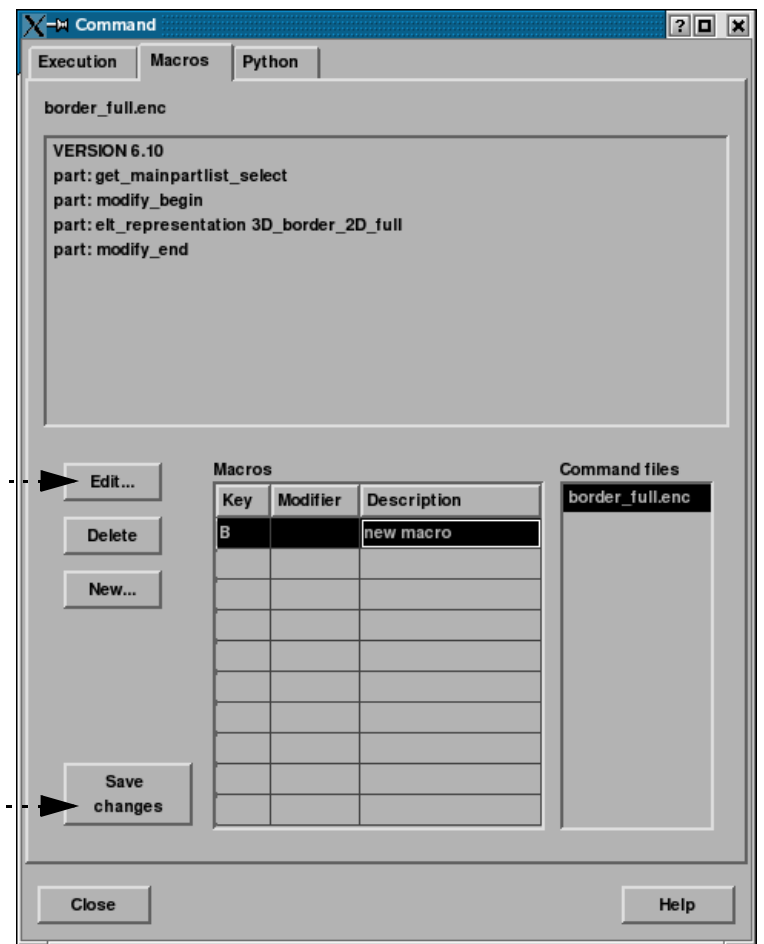 Command
?
Execution Macros Python
border_full.enc
VERSION 6.10
part: get_mainpartlist_select
part: modify_begin
part: elt_representation 3D_border_2D_full
part: modify_end
Edit...
Delete
New...
Save
changes
Macros
Key Modifier Description
B new macro
Command files
border_full.enc
Close Help